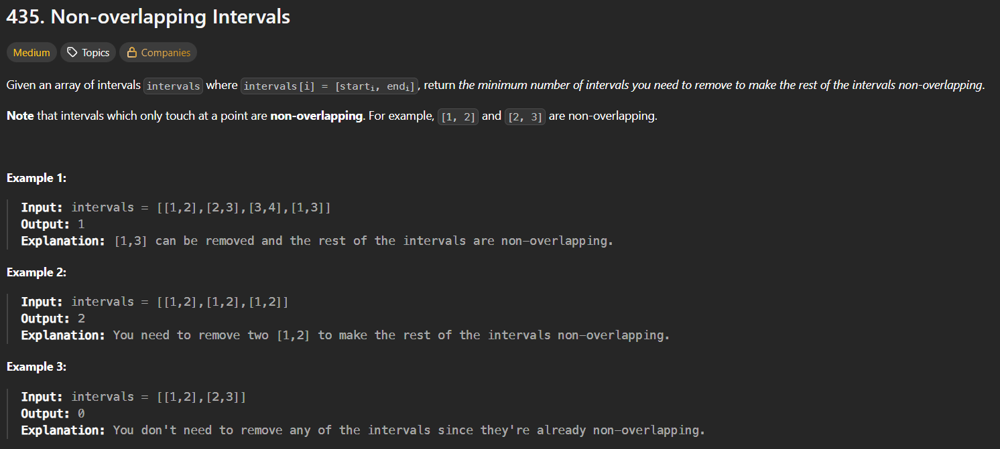 435. Non-overlapping Intervals
Medium Topics Companies
Given an array of intervals intervals where intervals[i] = [startᵢ, endᵢ], return the minimum number of intervals you need to remove to make the rest of the intervals non-overlapping.
Note that intervals which only touch at a point are non-overlapping. For example, [1, 2] and [2, 3] are non-overlapping.
Example 1:
Input: intervals = [[1,2],[2,3],[3,4],[1,3]]
Output: 1
Explanation: [1,3] can be removed and the rest of the intervals are non-overlapping.
Example 2:
Input: intervals = [[1,2],[1,2],[1,2]]
Output: 2
Explanation: You need to remove two [1,2] to make the rest of the intervals non-overlapping.
Example 3:
Input: intervals = [[1,2],[2,3]]
Output: 0
Explanation: You don't need to remove any of the intervals since they're already non-overlapping.